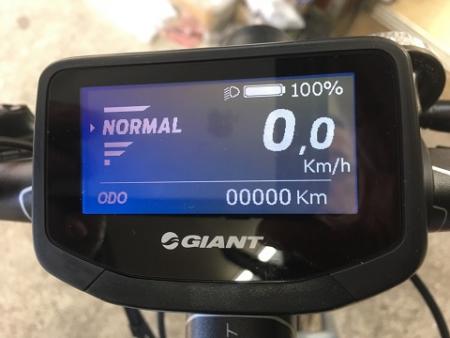 100%
NORMAL
0,0
Km/h
ODO 00000 Km
GIANT